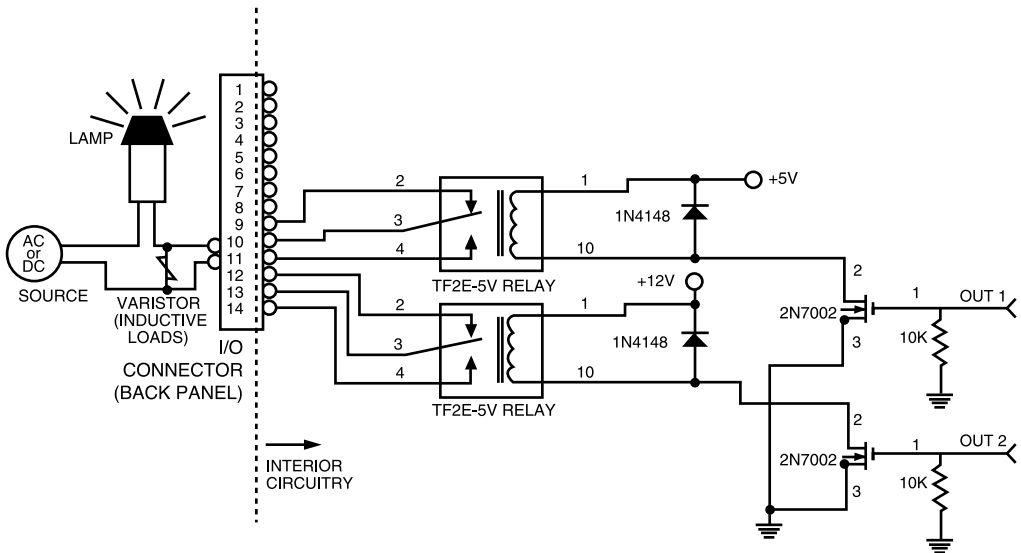 LAMP
AC
or
DC
SOURCE
VARISTOR
(INDUCTIVE
LOADS)
1
2
3
4
5
6
7
8
9
10
11
12
13
14
I/O
CONNECTOR
(BACK PANEL)
INTERIOR
CIRCUITRY
2
3
4
1
10
TF2E-5V RELAY
1N4148
+5V
2
3
4
1
10
TF2E-5V RELAY
+12V
1N4148
2
1
OUT 1
2N7002
3
10K
2
1
OUT 2
2N7002
3
10K